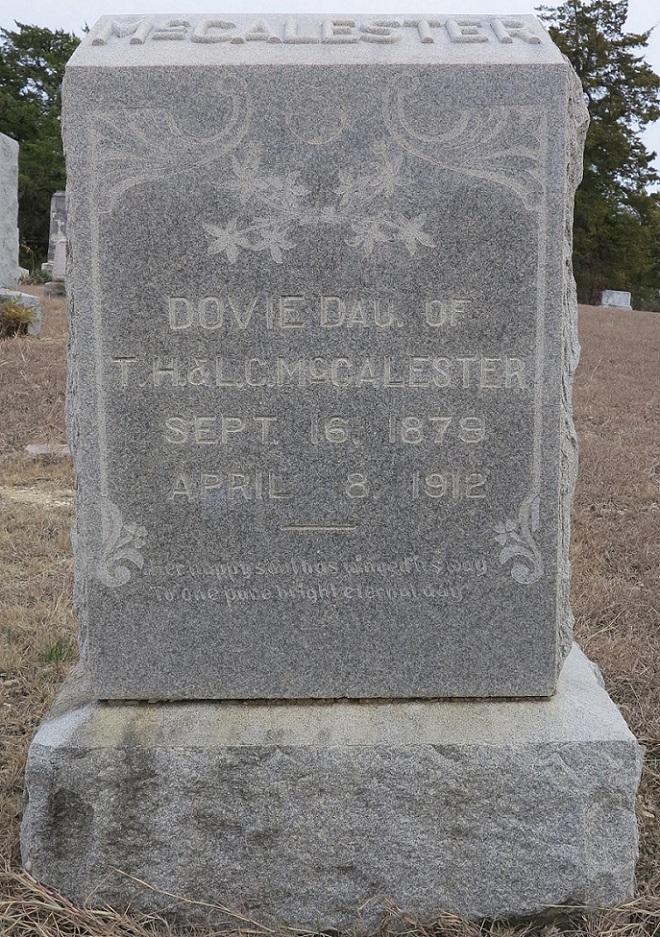 McCALESTER
DOVIE DAU. OF
T.H.&L.C.McCALESTER
SEPT. 16, 1879
APRIL 8, 1912
Her happy soul has winged its way
To one pure bright eternal day